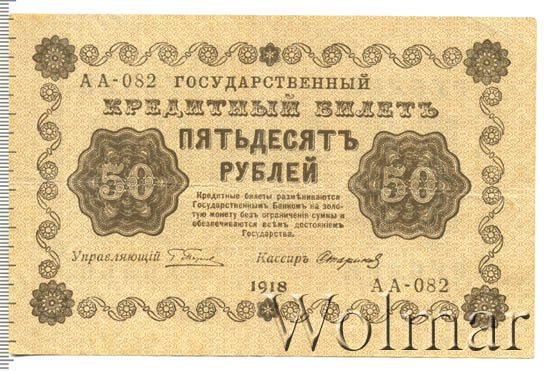 АА-082 ГОСУДАРСТВЕННЫЙ
КРЕДИТНЫЙ БИЛЕТЪ
ПЯТЬДЕСЯТЪ
РУБЛЕЙ
50
50
Кредитные билеты размѣниваются
Государственнымъ Банкомъ на золо-
тую монету безъ ограниченія суммы и
обезпечиваются всѣмъ достояніемъ
Государства.
Управляющій
Кассиръ
1918
АА-082
Wolmar